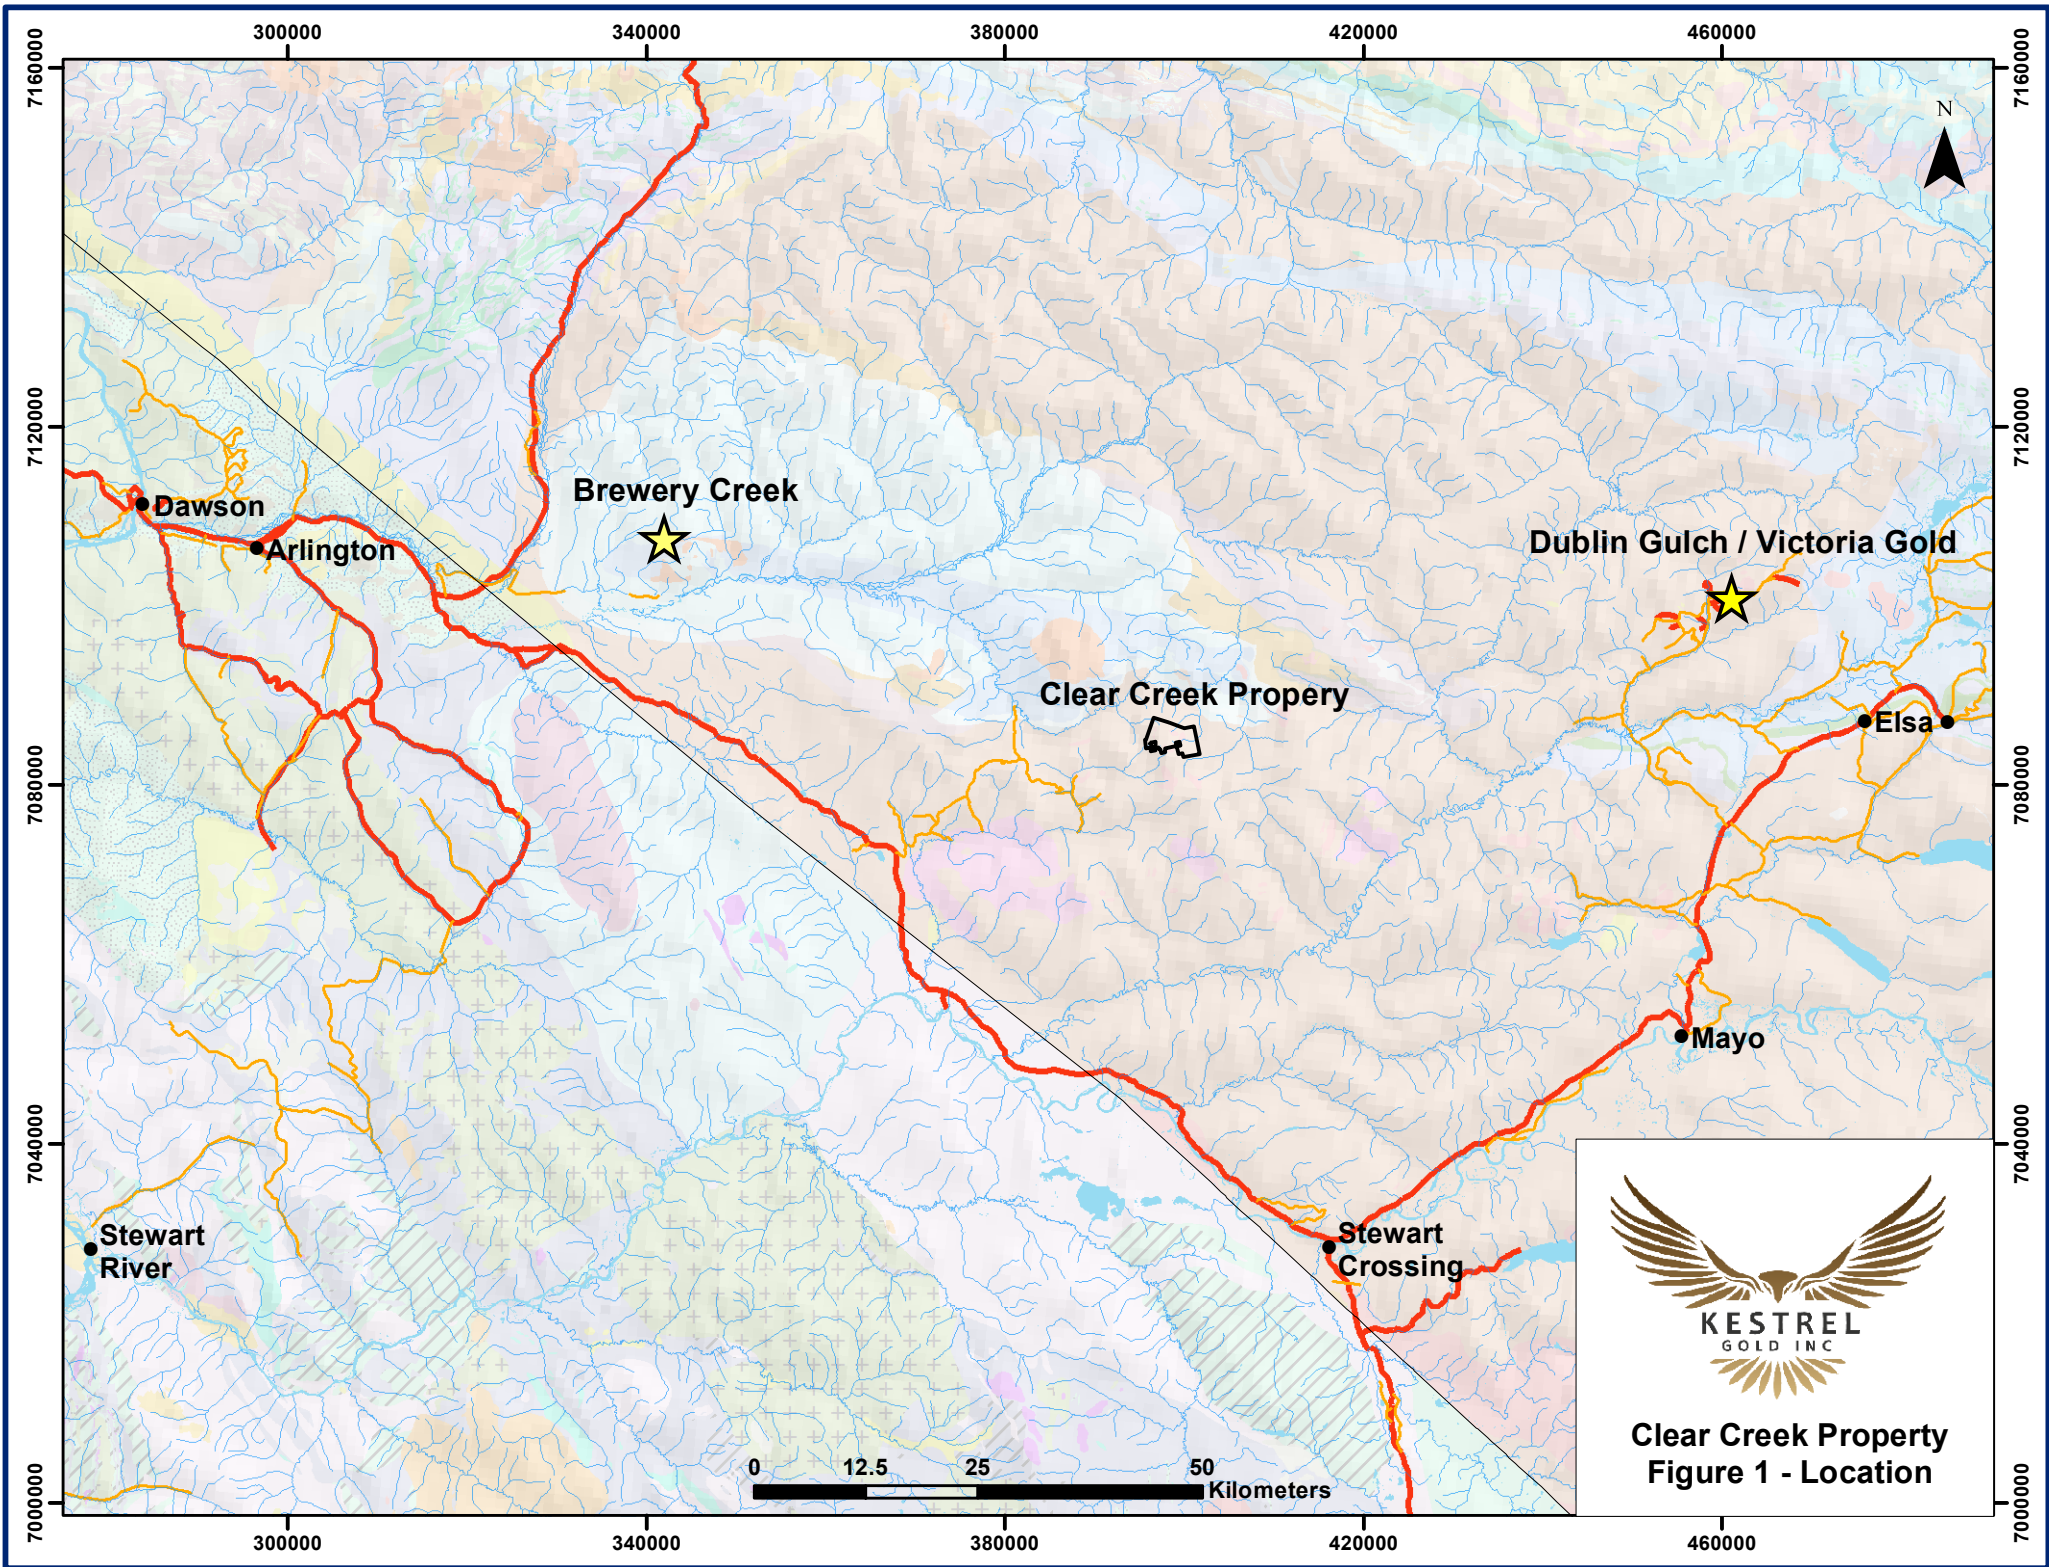 300000 340000 380000 420000 460000
7160000 7160000
N
7120000 7120000
Brewery Creek
Dawson
Arlington
Dublin Gulch / Victoria Gold
Clear Creek Propery
Elsa
7080000 7080000
Mayo
7040000 7040000
Stewart
River
Stewart
Crossing
KESTREL
GOLD INC
Clear Creek Property
Figure 1 - Location
0 12.5 25 50
Kilometers
7000000 7000000
300000 340000 380000 420000 460000